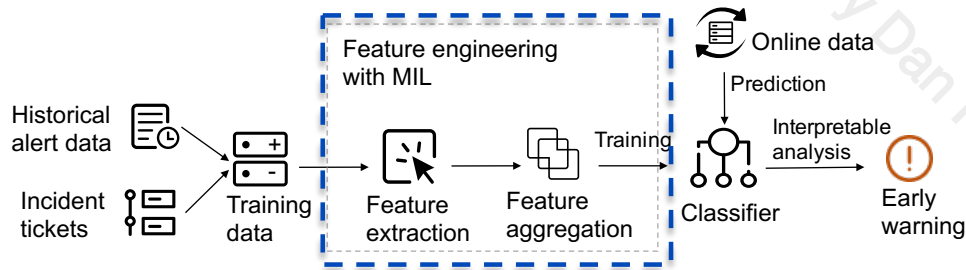 Feature engineering
with MIL
Online data
Prediction
Historical
alert data
Training
Interpretable
analysis
Incident
tickets
Training
data
Feature
extraction
Feature
aggregation
Classifier
Early
warning
y Dan